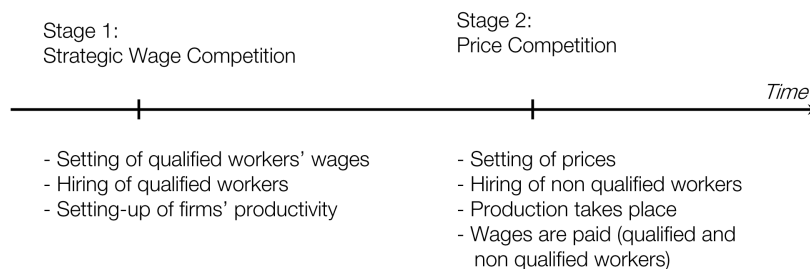 Stage 1:
Strategic Wage Competition
Stage 2:
Price Competition
Time
- Setting of qualified workers' wages
- Hiring of qualified workers
- Setting-up of firms' productivity
- Setting of prices
- Hiring of non qualified workers
- Production takes place
- Wages are paid (qualified and
non qualified workers)